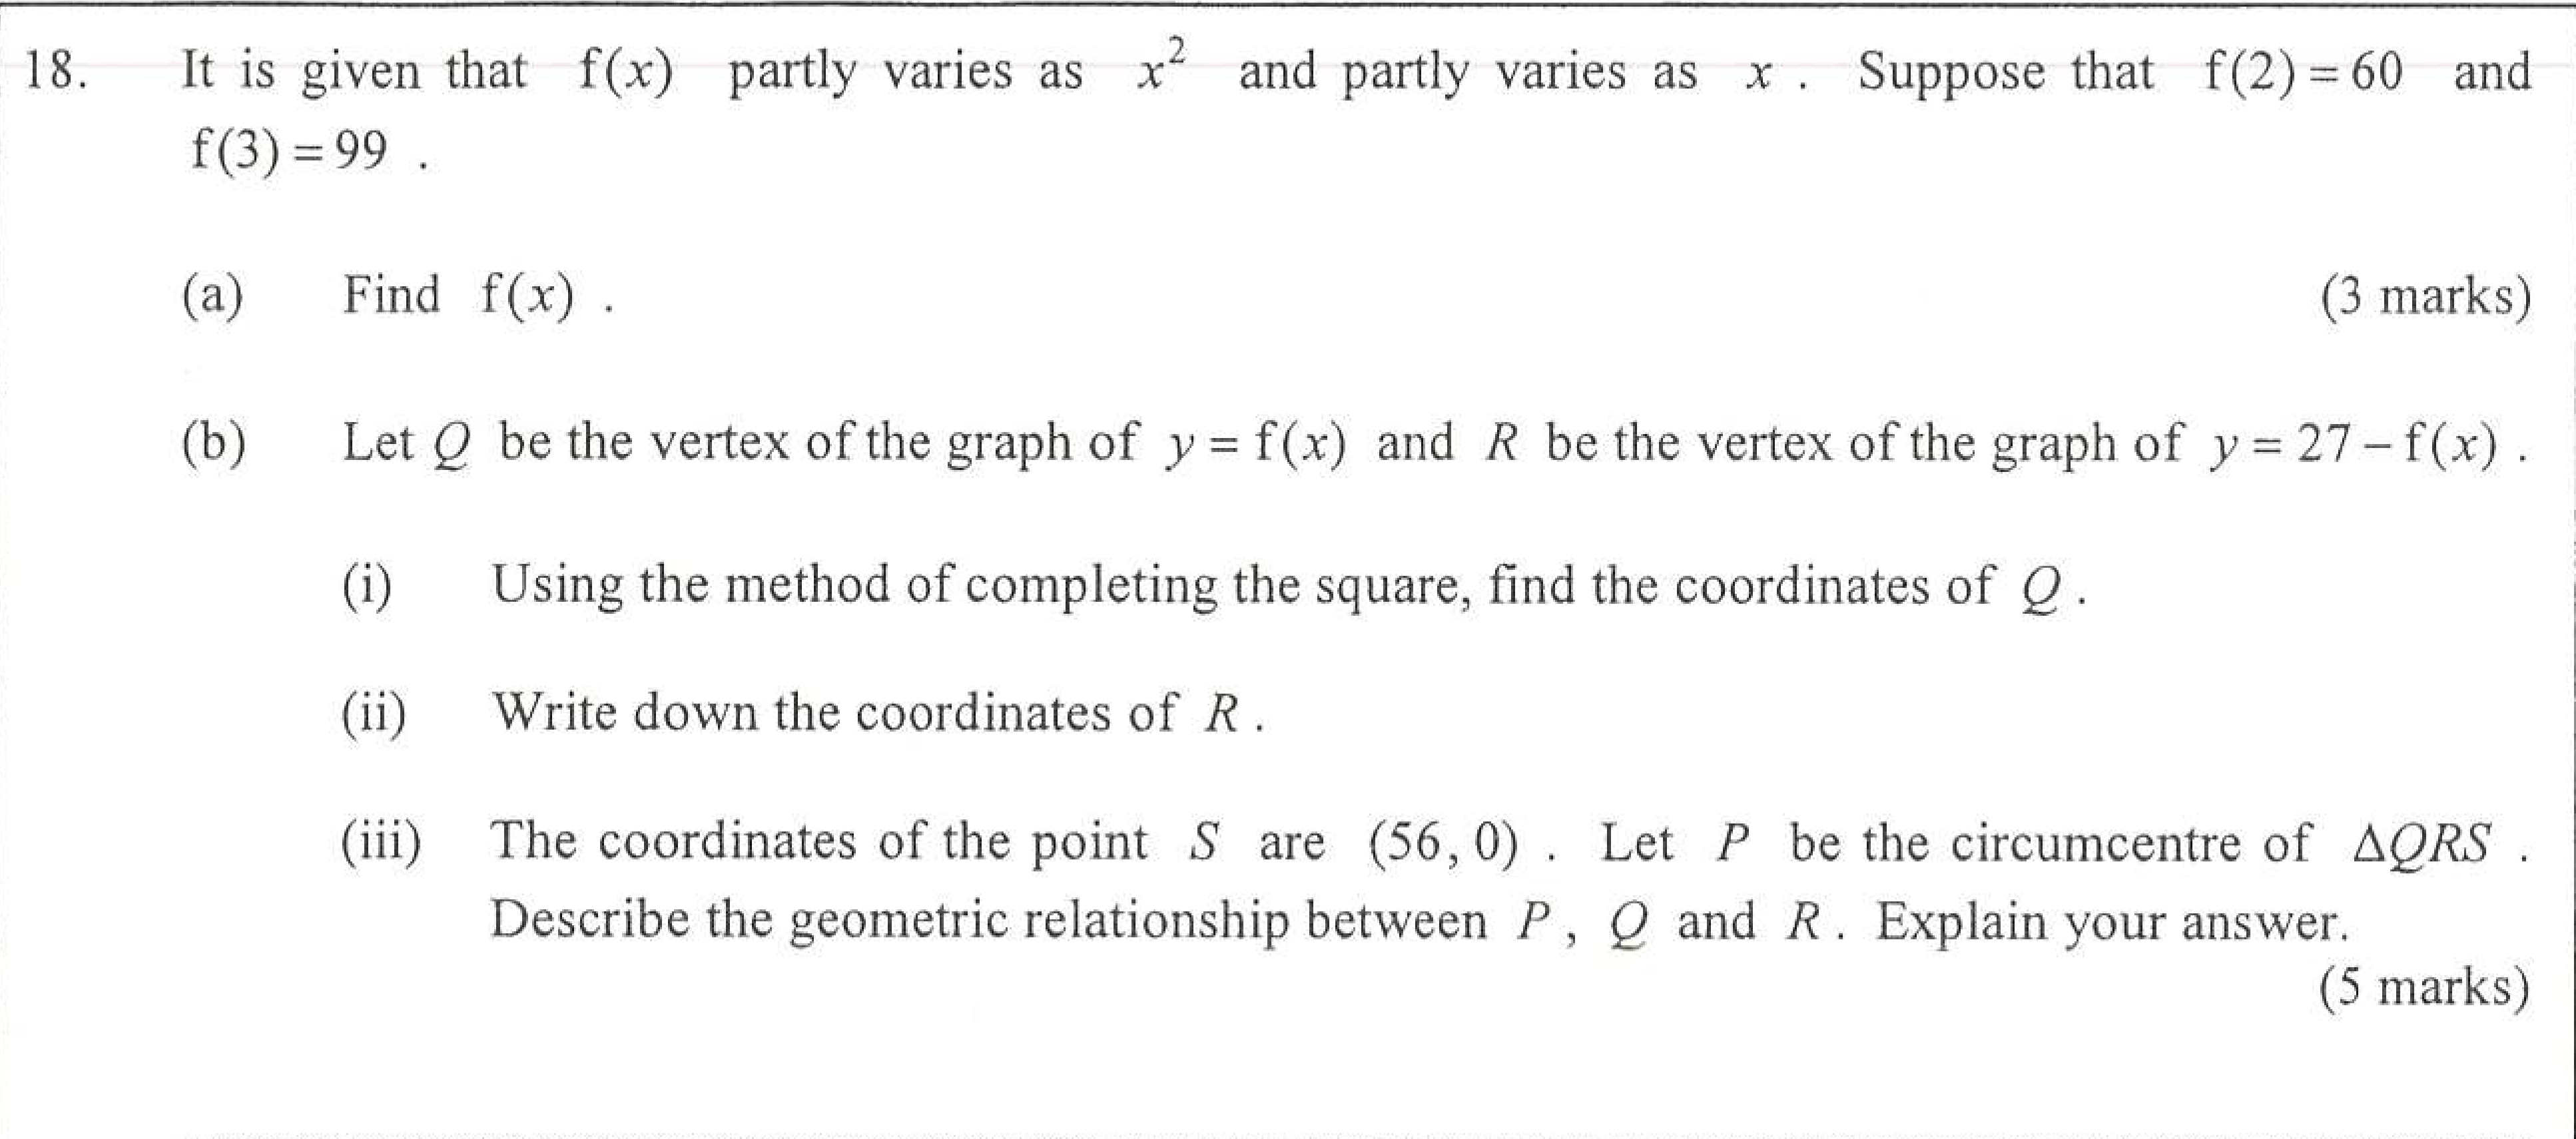 18. It is given that f(x) partly varies as x² and partly varies as x . Suppose that f(2) = 60 and
f(3) = 99 .
(a) Find f(x) . (3 marks)
(b) Let Q be the vertex of the graph of y = f(x) and R be the vertex of the graph of y = 27 – f(x) .
(i) Using the method of completing the square, find the coordinates of Q .
(ii) Write down the coordinates of R .
(iii) The coordinates of the point S are (56, 0) . Let P be the circumcentre of ΔQRS .
Describe the geometric relationship between P , Q and R . Explain your answer.
(5 marks)